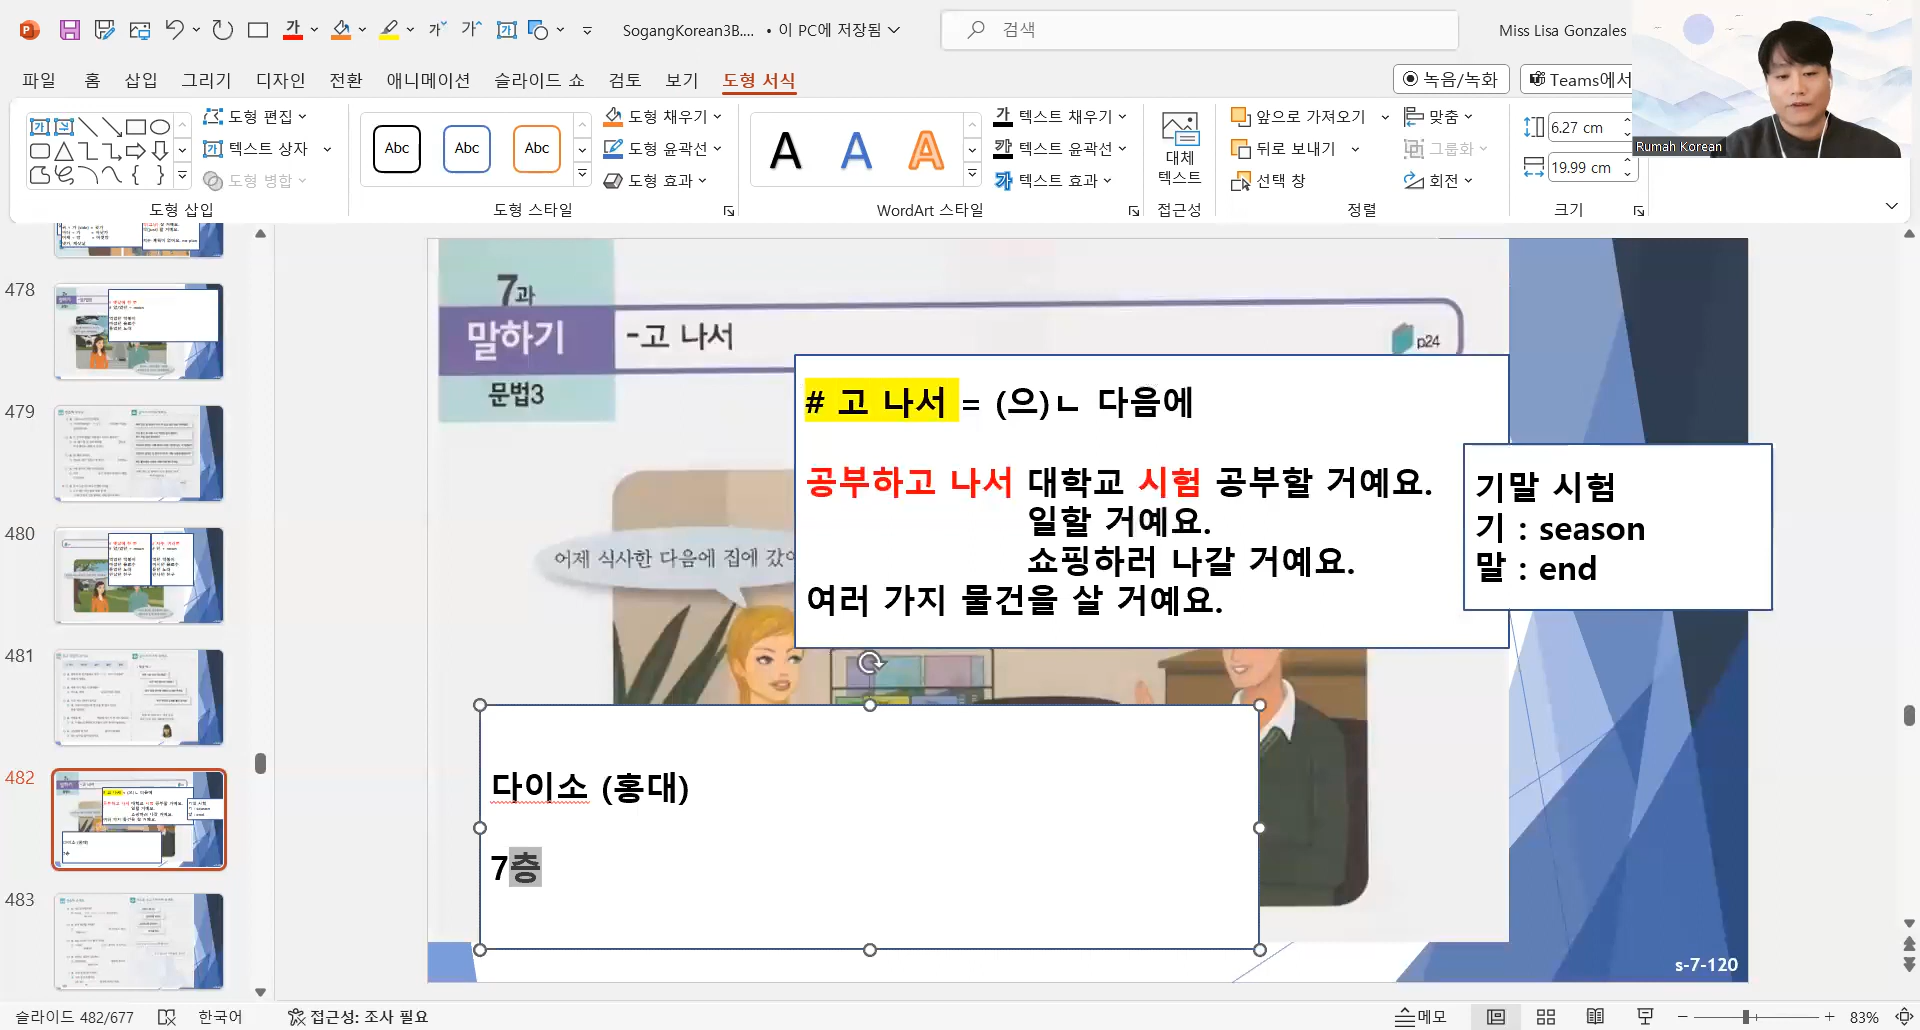 SogangKorean3B.... • 이 PC에 저장됨
검색
Miss Lisa Gonzales
파일 홈 삽입 그리기 디자인 전환 애니메이션 슬라이드 쇼 검토 보기 도형 서식
녹음/녹화
Teams에서
Rumah Korean
도형 편집
텍스트 상자
도형 병합
도형 삽입
Abc Abc Abc
도형 채우기
도형 윤곽선
도형 효과
도형 스타일
A A A
텍스트 채우기
텍스트 윤곽선
텍스트 효과
WordArt 스타일
대체
텍스트
접근성
앞으로 가져오기
뒤로 보내기
선택 창
맞춤
그룹화
회전
정렬
6.27 cm
19.99 cm
크기
478
479
480
481
482
483
7과
말하기
-고 나서
p24
문법3
# 고 나서 = (으)ㄴ 다음에
공부하고 나서 대학교 시험 공부할 거예요.
일할 거예요.
쇼핑하러 나갈 거예요.
여러 가지 물건을 살 거예요.
기말 시험
기 : season
말 : end
어제 식사한 다음에 집에 갔어
다이소 (홍대)
7층
s-7-120
슬라이드 482/677
한국어
접근성: 조사 필요
메모
83%